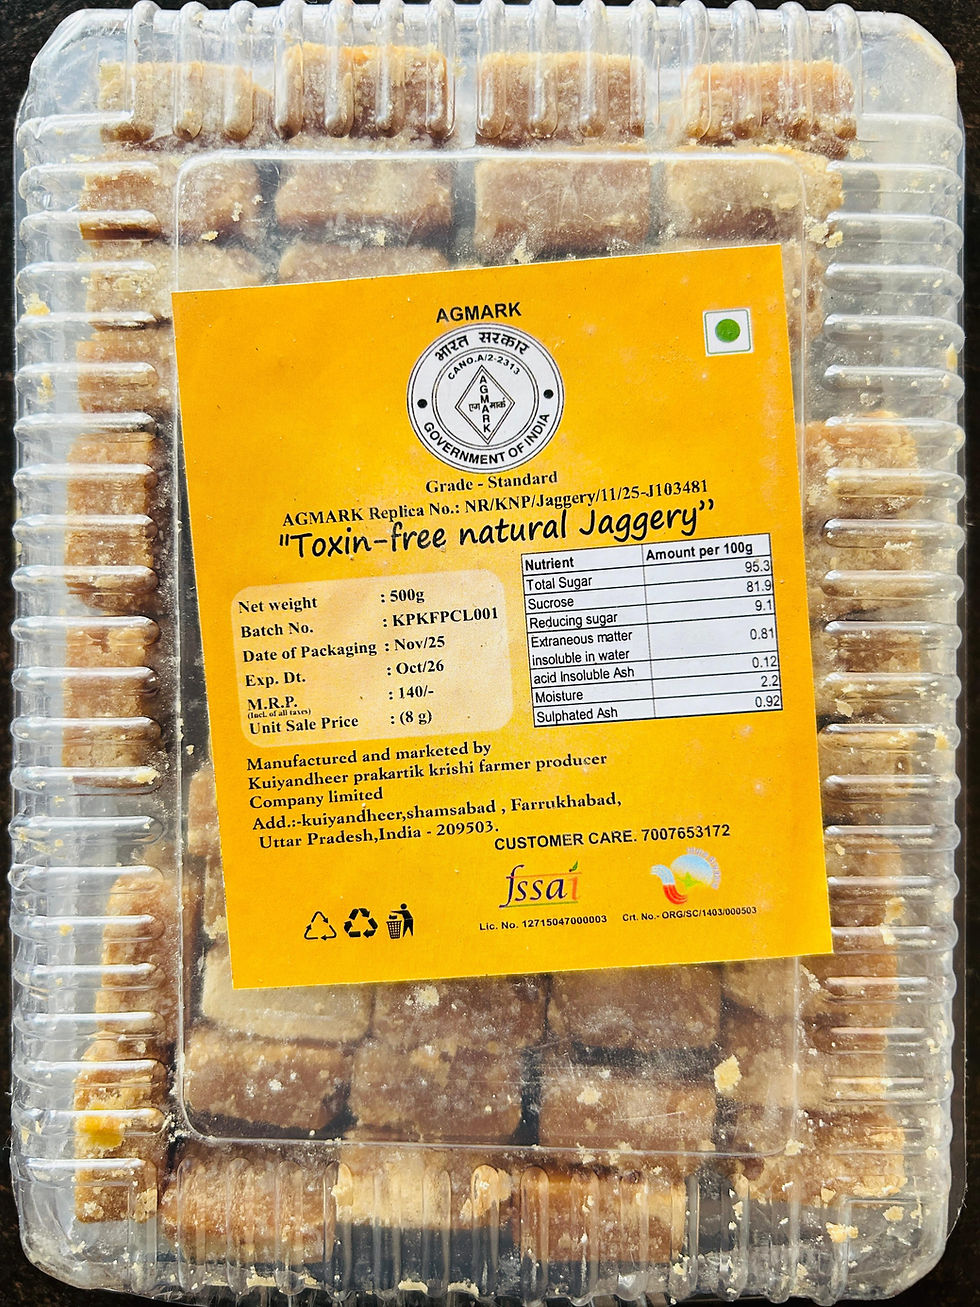 AGMARK
भारत सरकार
CANO.A/2-2313
AGMARK
एग मार्क
GOVERNMENT OF INDIA
Grade - Standard
AGMARK Replica No.: NR/KNP/Jaggery/11/25-J103481
"Toxin-free natural Jaggery”
Net weight : 500g
Batch No. : KPKFPCL001
Date of Packaging : Nov/25
Exp. Dt. : Oct/26
M.R.P. : 140/-
(Incl. of all taxes)
Unit Sale Price : (8 g)
Nutrient Amount per 100g
Total Sugar 95.3
Sucrose 81.9
Reducing sugar 9.1
Extraneous matter
insoluble in water 0.81
acid Insoluble Ash 0.12
Moisture 2.2
Sulphated Ash 0.92
Manufactured and marketed by
Kuiyandheer prakartik krishi farmer producer
Company limited
Add.:-kuiyandheer,shamsabad , Farrukhabad,
Uttar Pradesh,India - 209503.
CUSTOMER CARE. 7007653172
fssai
Lic. No. 12715047000003
Crt. No.- ORG/SC/1403/000503